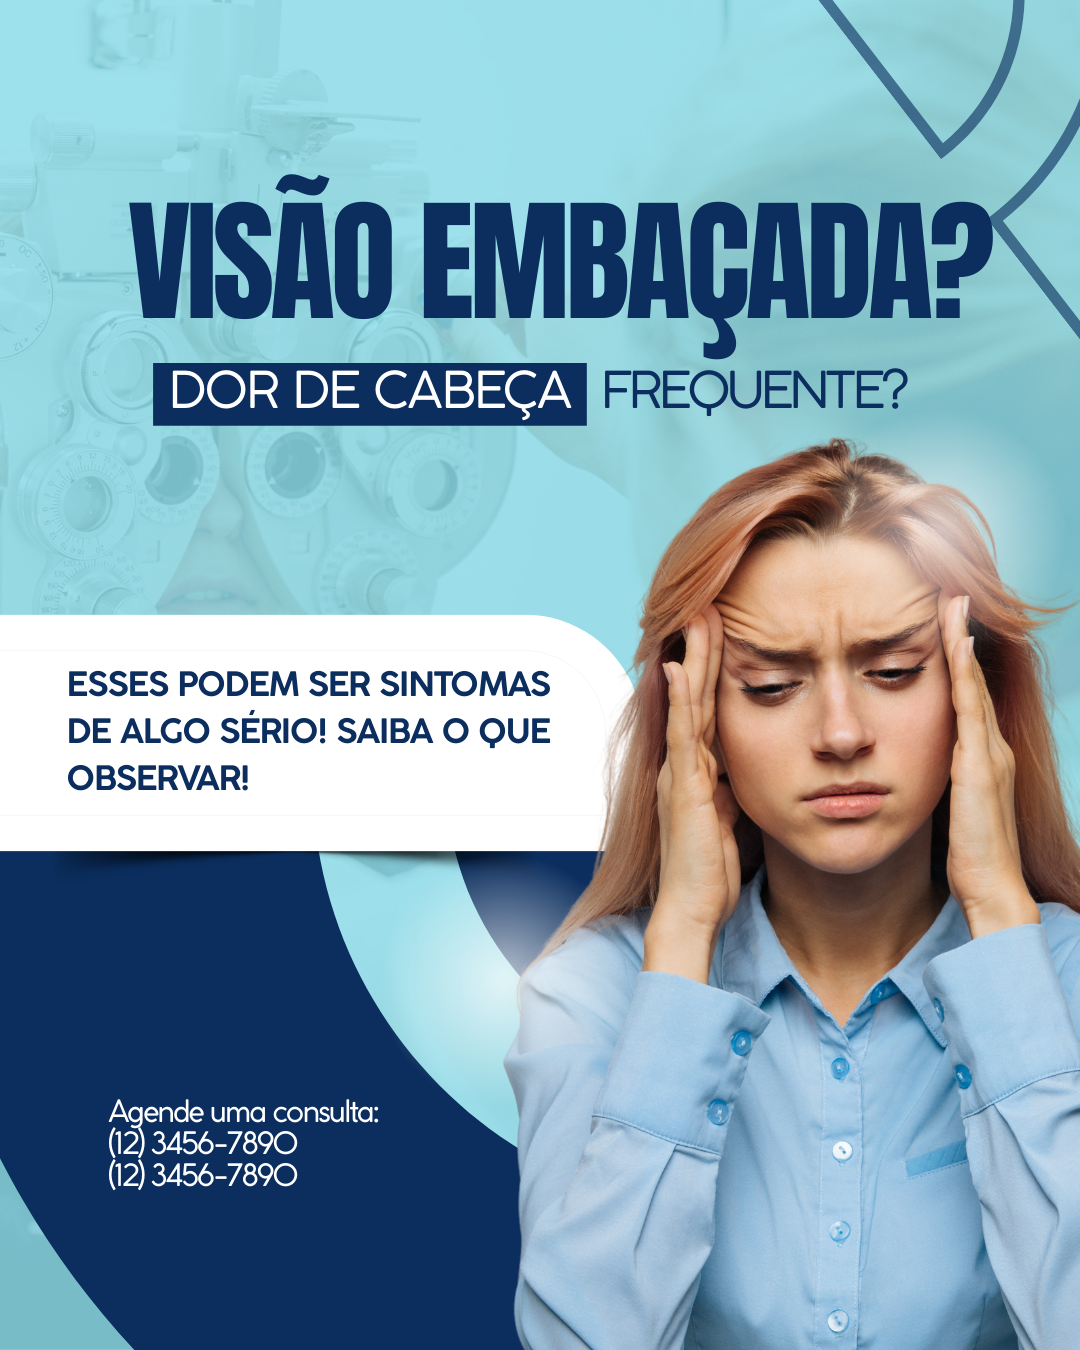 VISÃO EMBAÇADA?
DOR DE CABEÇA FREQUENTE?
ESSES PODEM SER SINTOMAS
DE ALGO SÉRIO! SAIBA O QUE
OBSERVAR!
Agende uma consulta:
(12) 3456-7890
(12) 3456-7890